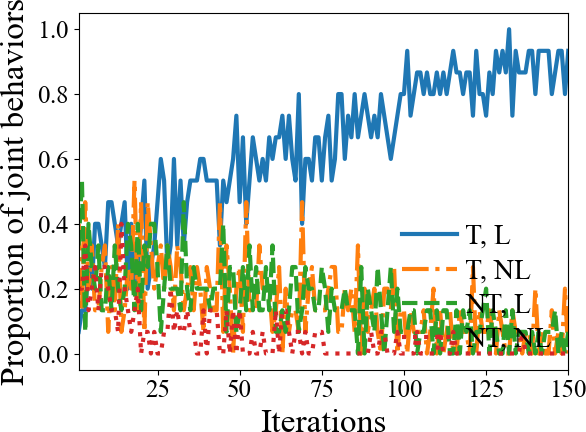 Proportion of joint behaviors
1.0
0.8
0.6
0.4
0.2
0.0
T, L
T, NL
NT, L
NT, NL
25 50 75 100 125 150
Iterations